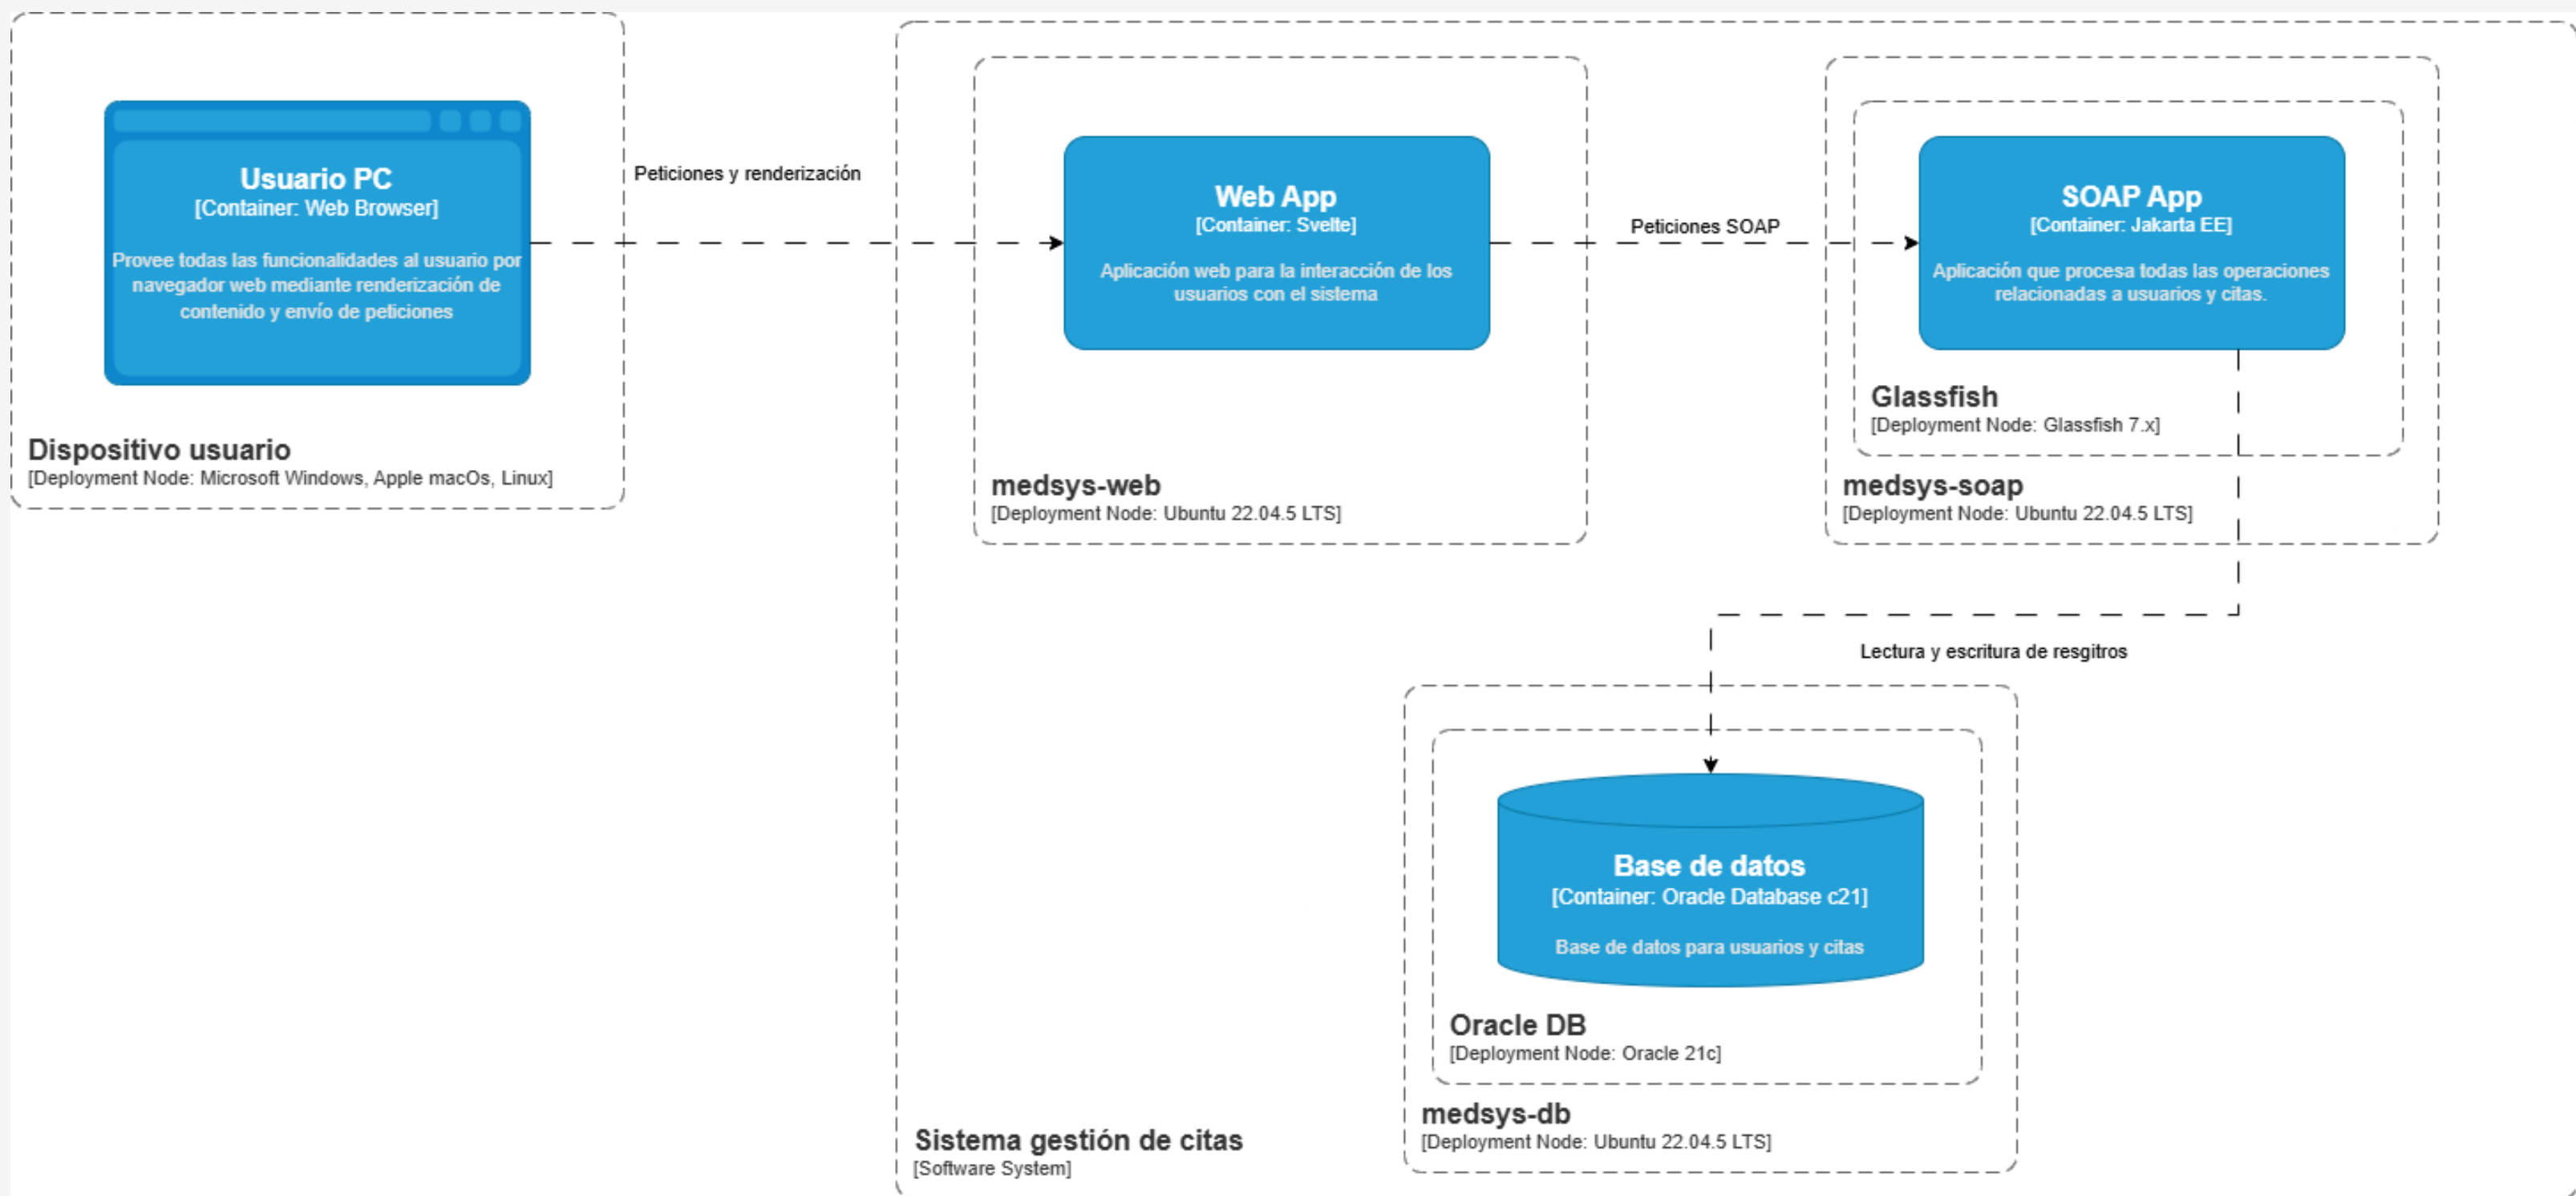 Usuario PC
[Container: Web Browser]
Provee todas las funcionalidades al usuario por
navegador web mediante renderización de
contenido y envío de peticiones
Dispositivo usuario
[Deployment Node: Microsoft Windows, Apple macOs, Linux]
Peticiones y renderización
Web App
[Container: Svelte]
Aplicación web para la interacción de los
usuarios con el sistema
medsys-web
[Deployment Node: Ubuntu 22.04.5 LTS]
Peticiones SOAP
SOAP App
[Container: Jakarta EE]
Aplicación que procesa todas las operaciones
relacionadas a usuarios y citas.
Glassfish
[Deployment Node: Glassfish 7.x]
medsys-soap
[Deployment Node: Ubuntu 22.04.5 LTS]
Lectura y escritura de resgitros
Base de datos
[Container: Oracle Database c21]
Base de datos para usuarios y citas
Oracle DB
[Deployment Node: Oracle 21c]
medsys-db
[Deployment Node: Ubuntu 22.04.5 LTS]
Sistema gestión de citas
[Software System]